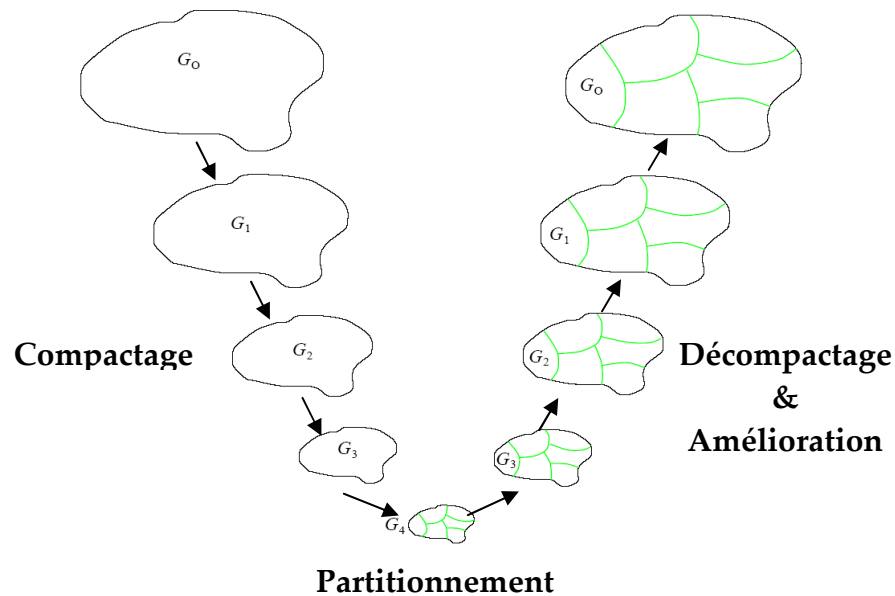 G₀
G₀
G₁
G₁
Compactage
G₂
G₂
Décompactage
&
Amélioration
G₃
G₃
G₄
Partitionnement